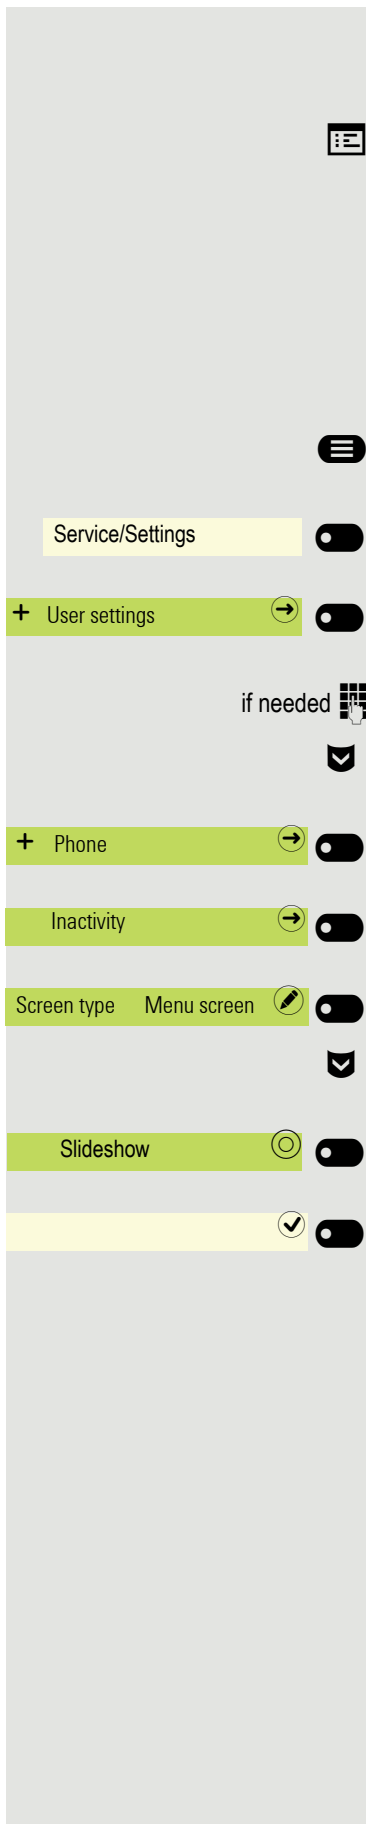 Service/Settings
+ User settings
if needed
+ Phone
Inactivity
Screen type Menu screen
Slideshow